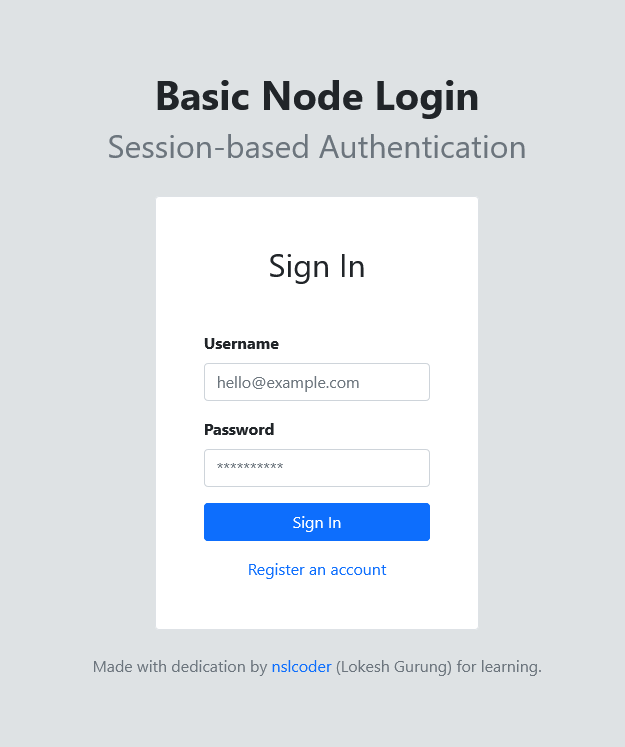 Basic Node Login
Session-based Authentication
Sign In
Username
hello@example.com
Password
**********
Sign In
Register an account
Made with dedication by nslcoder (Lokesh Gurung) for learning.